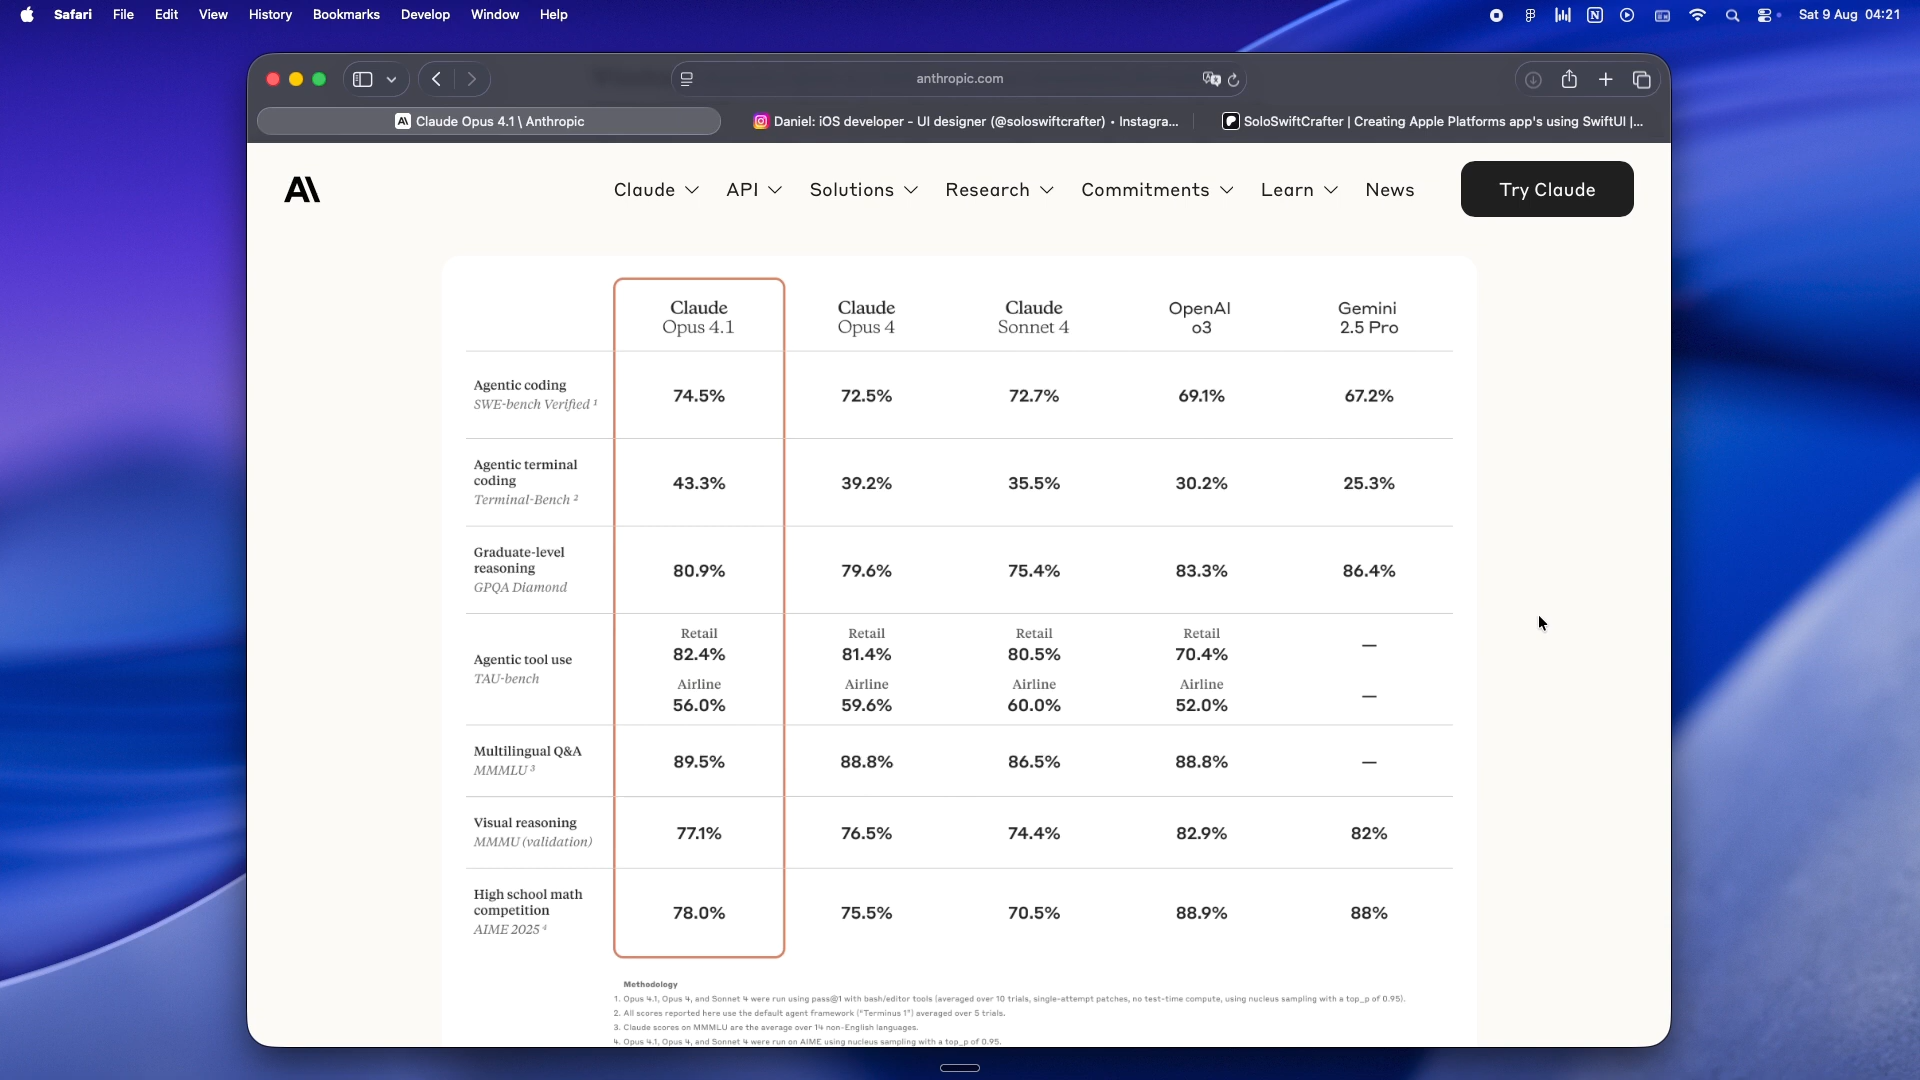 Safari File Edit View History Bookmarks Develop Window Help
Sat 9 Aug 04:21
anthropic.com
Claude Opus 4.1 \ Anthropic
Daniel: iOS developer - UI designer (@soloswiftcrafter) • Instagra...
SoloSwiftCrafter | Creating Apple Platforms app's using SwiftUI |...
Claude API Solutions Research Commitments Learn News
Try Claude
Claude Opus 4.1
Claude Opus 4
Claude Sonnet 4
OpenAI o3
Gemini 2.5 Pro
Agentic coding
SWE-bench Verified ¹
74.5% 72.5% 72.7% 69.1% 67.2%
Agentic terminal
coding
Terminal-Bench ²
43.3% 39.2% 35.5% 30.2% 25.3%
Graduate-level
reasoning
GPQA Diamond
80.9% 79.6% 75.4% 83.3% 86.4%
Agentic tool use
TAU-bench
Retail Retail Retail Retail
82.4% 81.4% 80.5% 70.4% —
Airline Airline Airline Airline
56.0% 59.6% 60.0% 52.0% —
Multilingual Q&A
MMMLU ³
89.5% 88.8% 86.5% 88.8% —
Visual reasoning
MMMU (validation)
77.1% 76.5% 74.4% 82.9% 82%
High school math
competition
AIME 2025 ⁴
78.0% 75.5% 70.5% 88.9% 88%
Methodology
1. Opus 4.1, Opus 4, and Sonnet 4 were run using pass@1 with bash/editor tools (averaged over 10 trials, single-attempt patches, no test-time compute, using nucleus sampling with a top_p of 0.95).
2. All scores reported here use the default agent framework ("Terminus 1") averaged over 5 trials.
3. Claude scores on MMMLU are the average over 14 non-English languages.
4. Opus 4.1, Opus 4, and Sonnet 4 were run on AIME using nucleus sampling with a top_p of 0.95.